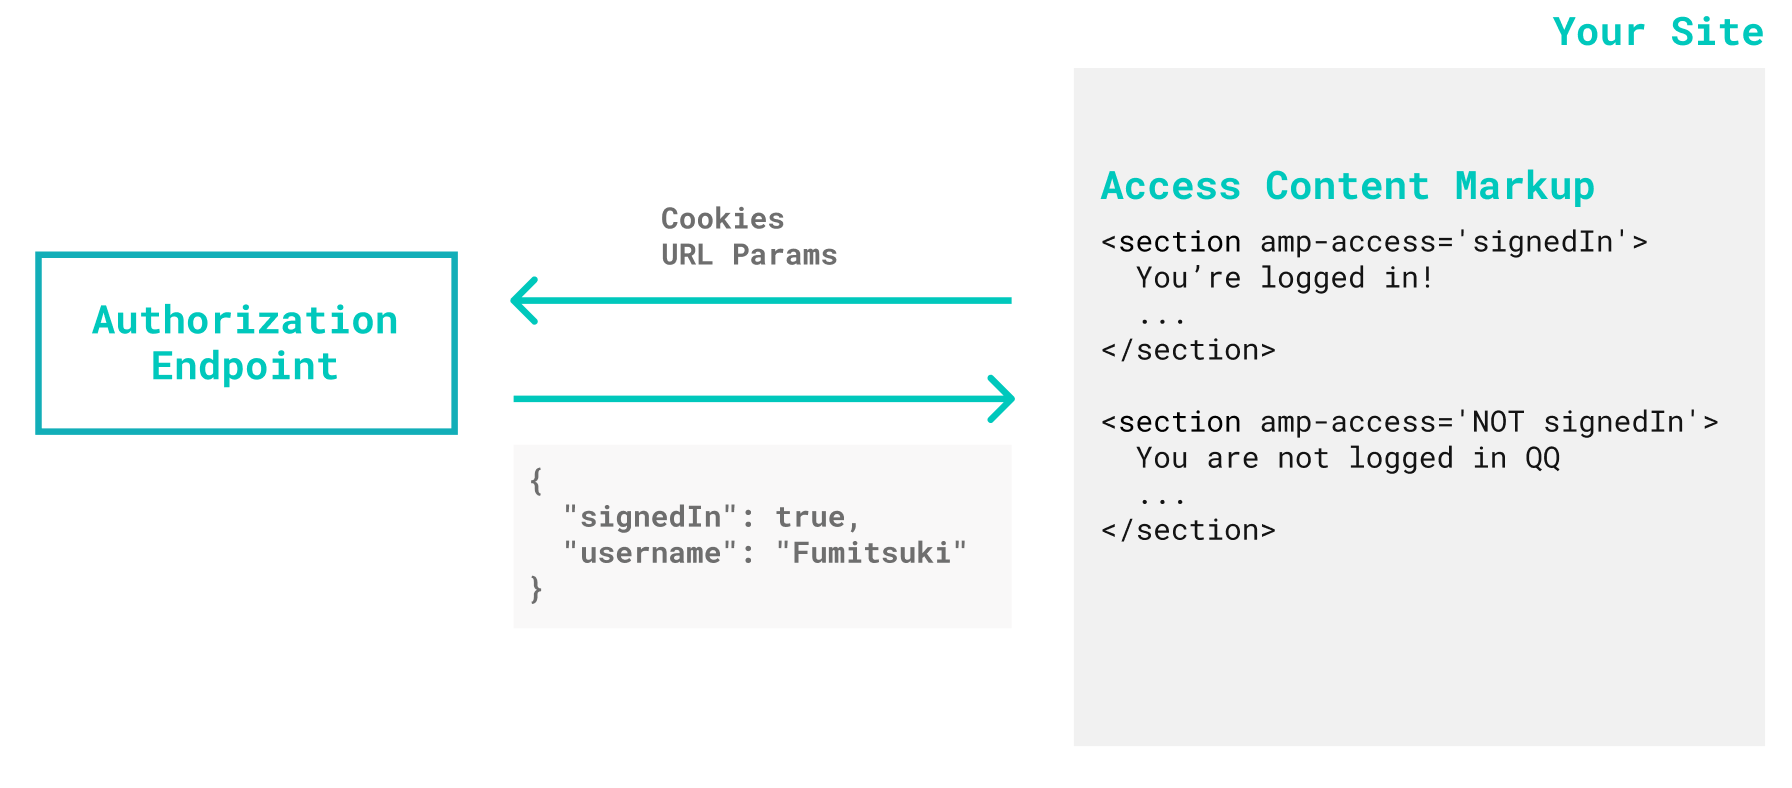 Your Site
Access Content Markup
<section amp-access='signedIn'>
  You’re logged in!
  ...
</section>
<section amp-access='NOT signedIn'>
  You are not logged in QQ
  ...
</section>
Cookies
URL Params
Authorization
Endpoint
{
  "signedIn": true,
  "username": "Fumitsuki"
}